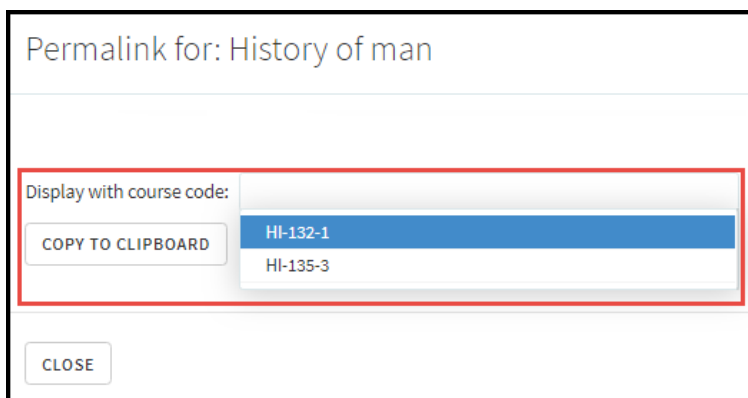 Permalink for: History of man
Display with course code:
COPY TO CLIPBOARD
HI-132-1
HI-135-3
CLOSE